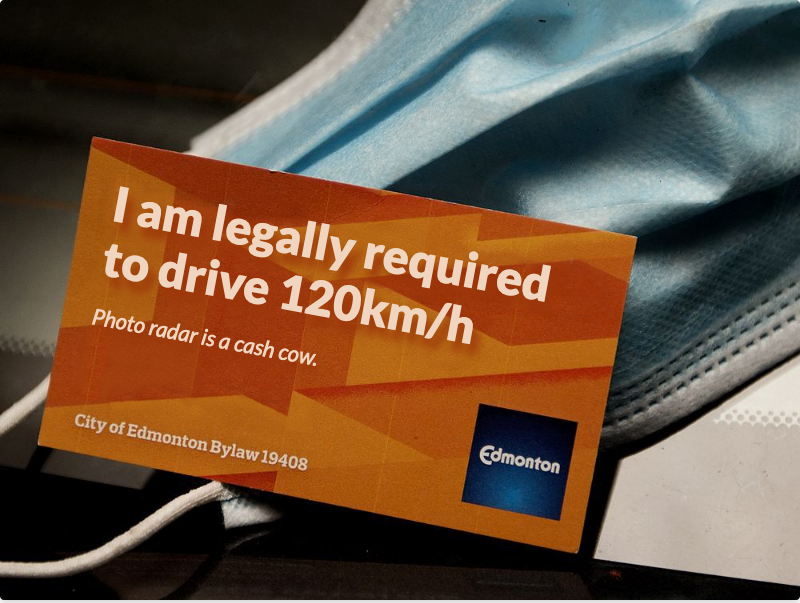 I am legally required
to drive 120km/h
Photo radar is a cash cow.
City of Edmonton Bylaw 19408
Edmonton